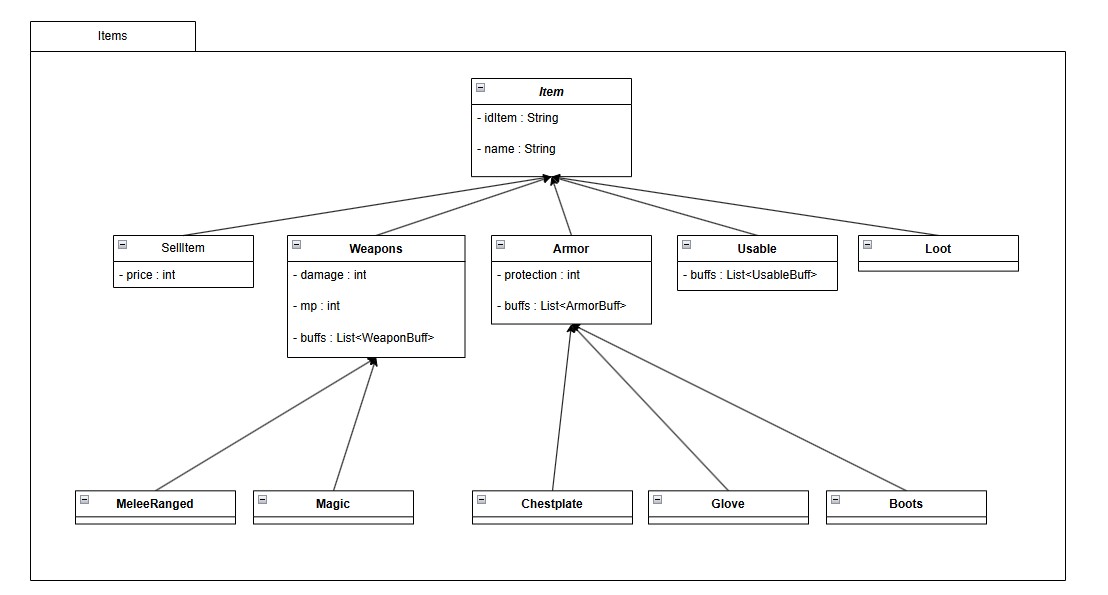 Items
Item
- idItem : String
- name : String
SellItem
- price : int
Weapons
- damage : int
- mp : int
- buffs : List<WeaponBuff>
Armor
- protection : int
- buffs : List<ArmorBuff>
Usable
- buffs : List<UsableBuff>
Loot
MeleeRanged
Magic
Chestplate
Glove
Boots